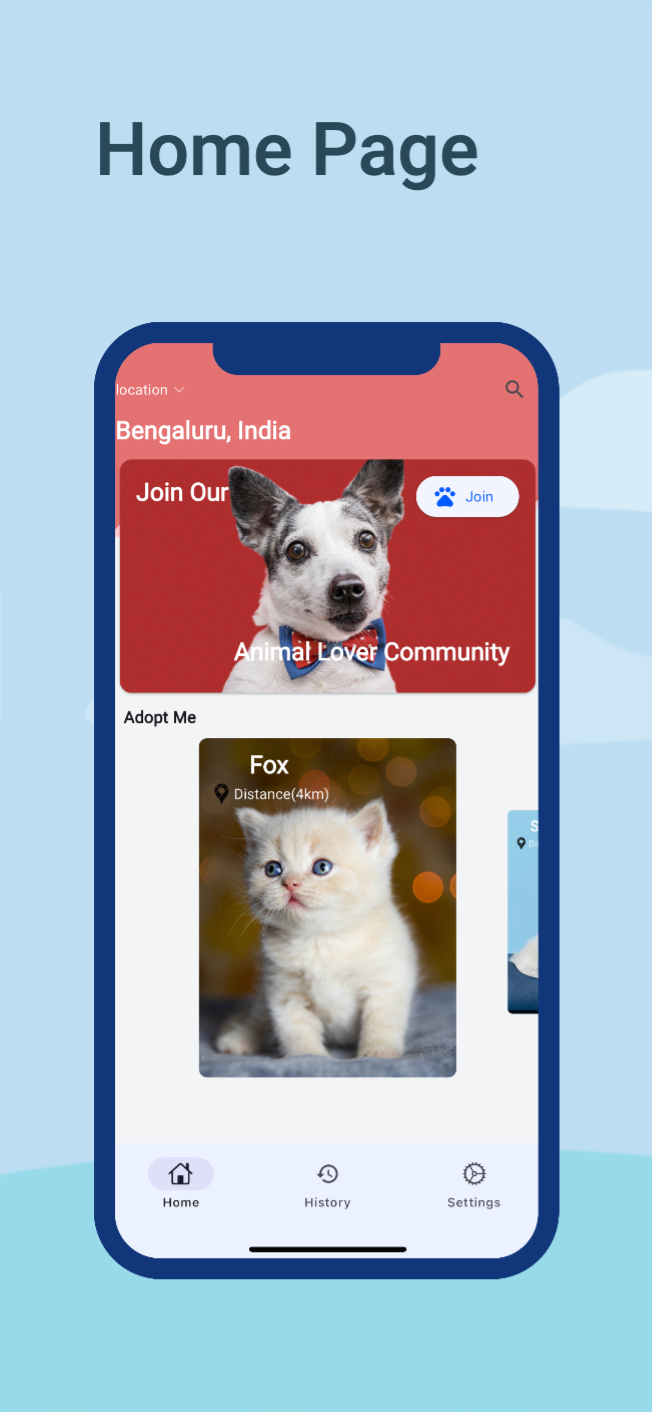 Home Page
location
Bengaluru, India
Join Our
Join
Animal Lover Community
Adopt Me
Fox
Distance(4km)
S
Di
Home
History
Settings